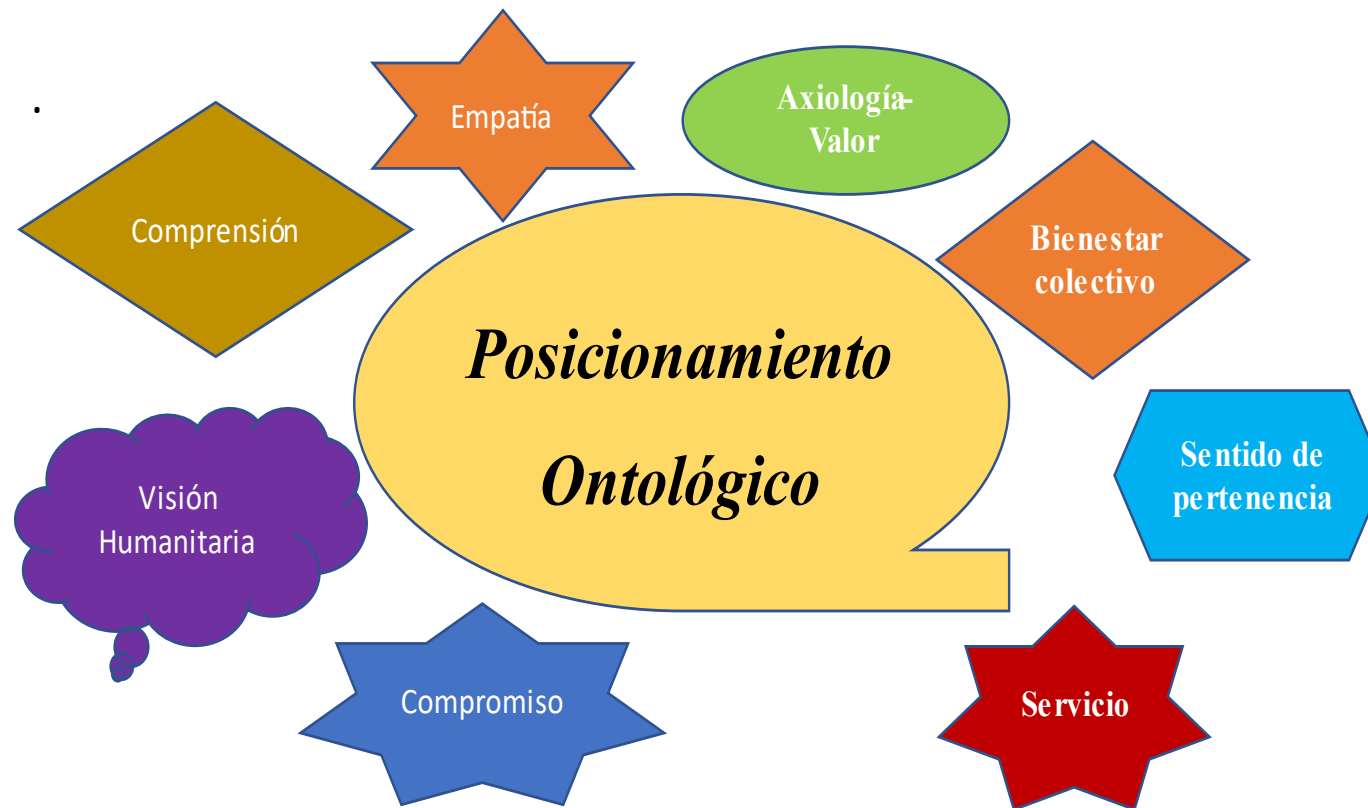 .
Empatía
Axiología-
Valor
Comprensión
Bienestar
colectivo
Posicionamiento
Ontológico
Sentido de
pertenencia
Visión
Humanitaria
Compromiso
Servicio